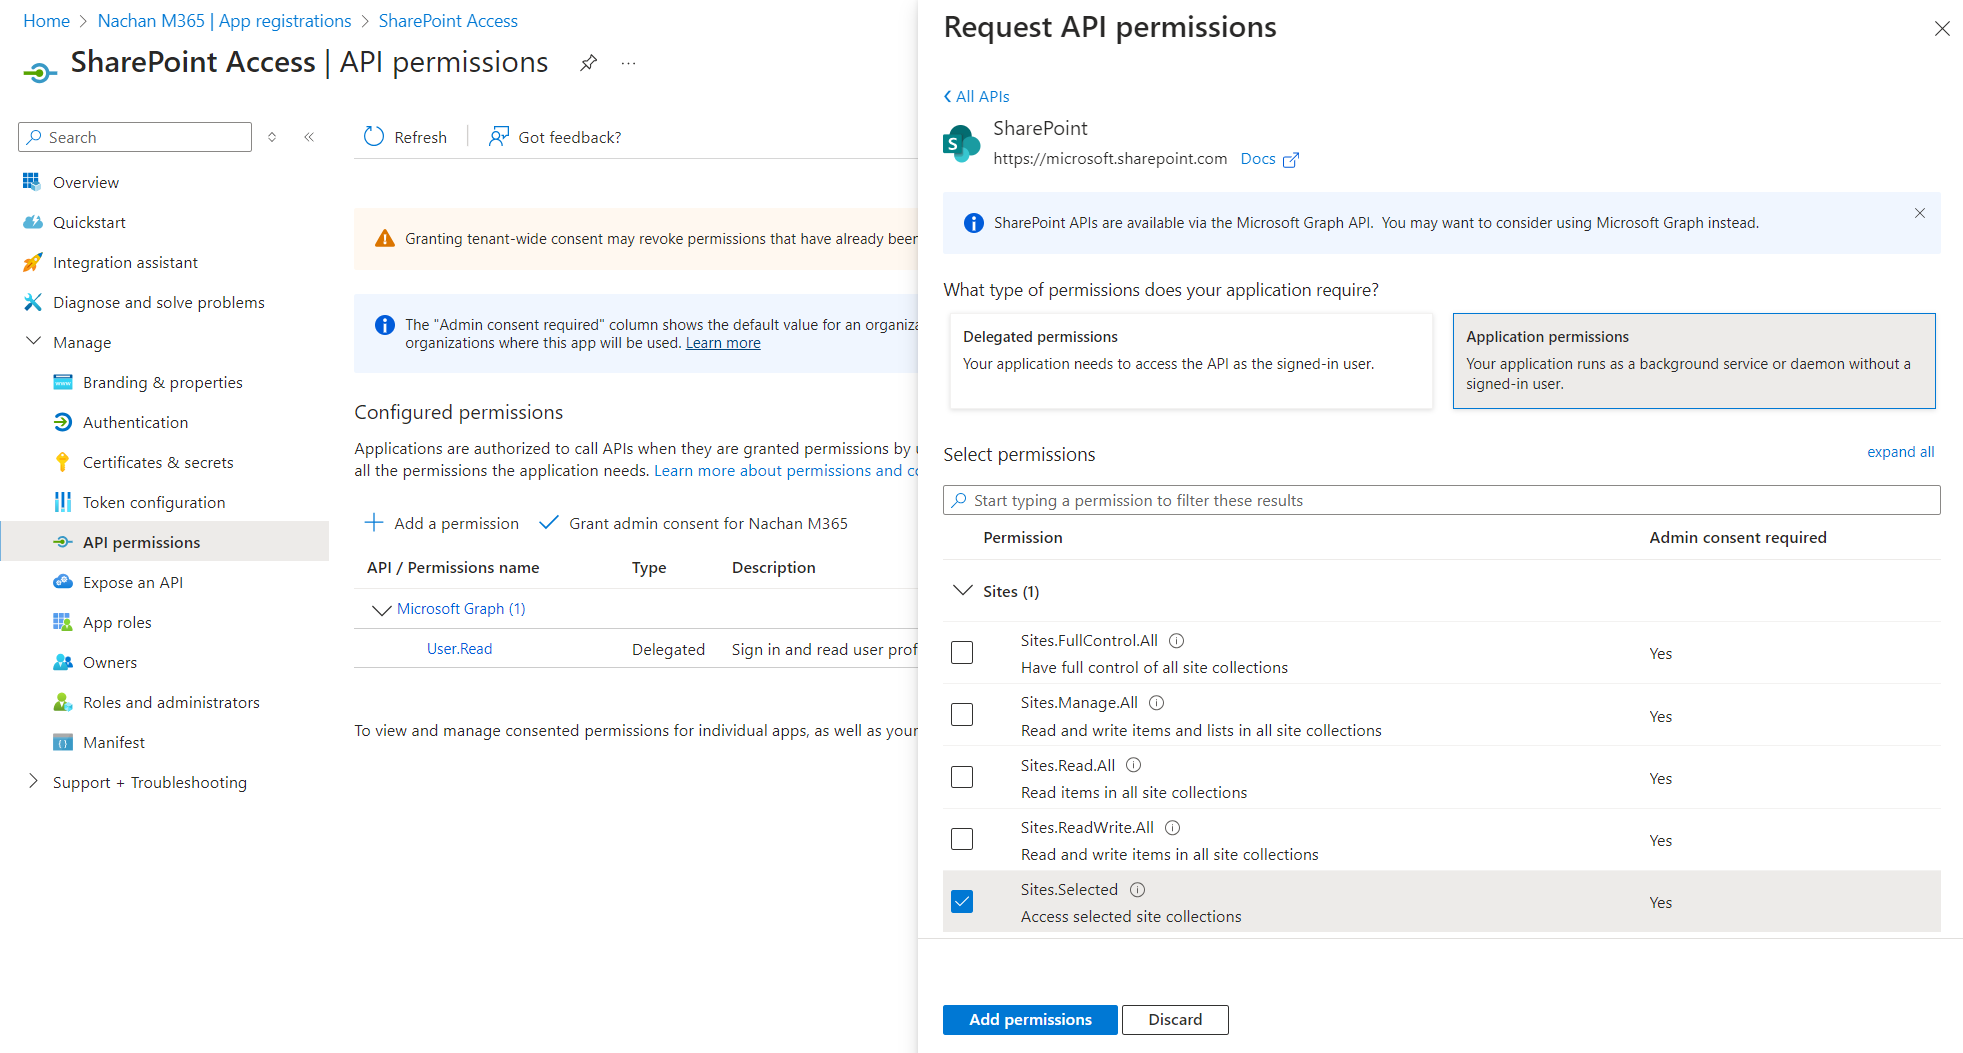 Home > Nachan M365 | App registrations > SharePoint Access
SharePoint Access | API permissions
Search
Overview
Quickstart
Integration assistant
Diagnose and solve problems
Manage
Branding & properties
Authentication
Certificates & secrets
Token configuration
API permissions
Expose an API
App roles
Owners
Roles and administrators
Manifest
Support + Troubleshooting
Refresh
Got feedback?
Granting tenant-wide consent may revoke permissions that have already been
The "Admin consent required" column shows the default value for an organiza
organizations where this app will be used. Learn more
Configured permissions
Applications are authorized to call APIs when they are granted permissions by
all the permissions the application needs. Learn more about permissions and co
Add a permission
Grant admin consent for Nachan M365
API / Permissions name Type Description
Microsoft Graph (1)
User.Read Delegated Sign in and read user prof
To view and manage consented permissions for individual apps, as well as your
Request API permissions
All APIs
SharePoint
https://microsoft.sharepoint.com Docs
SharePoint APIs are available via the Microsoft Graph API. You may want to consider using Microsoft Graph instead.
What type of permissions does your application require?
Delegated permissions
Your application needs to access the API as the signed-in user.
Application permissions
Your application runs as a background service or daemon without a
signed-in user.
Select permissions
expand all
Start typing a permission to filter these results
Permission Admin consent required
Sites (1)
Sites.FullControl.All
Have full control of all site collections
Yes
Sites.Manage.All
Read and write items and lists in all site collections
Yes
Sites.Read.All
Read items in all site collections
Yes
Sites.ReadWrite.All
Read and write items in all site collections
Yes
Sites.Selected
Access selected site collections
Yes
Add permissions
Discard